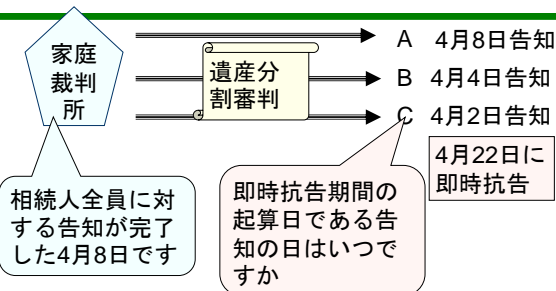 家庭
裁判
所
遺産分
割審判
A 4月8日告知
B 4月4日告知
C 4月2日告知
4月22日に
即時抗告
相続人全員に対
する告知が完了
した4月8日です
即時抗告期間の
起算日である告
知の日はいつで
すか